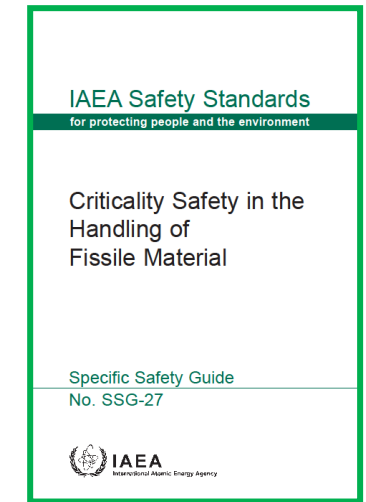 IAEA Safety Standards
for protecting people and the environment
Criticality Safety in the
Handling of
Fissile Material
Specific Safety Guide
No. SSG-27
IAEA
International Atomic Energy Agency